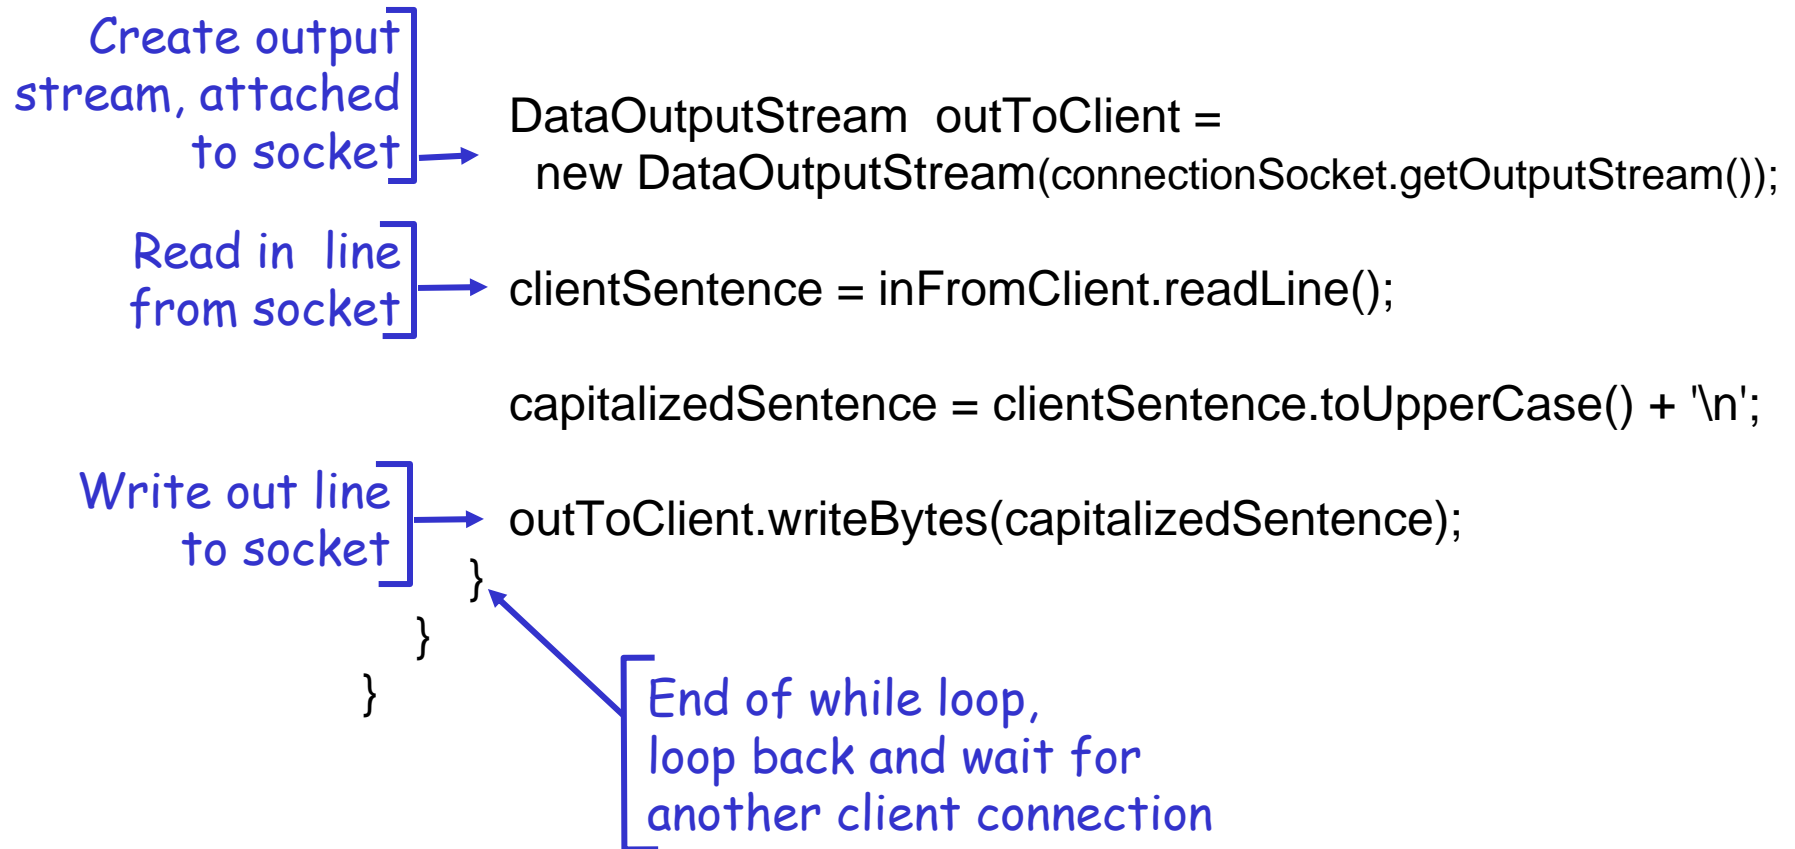 Create output
stream, attached
to socket
DataOutputStream outToClient =
new DataOutputStream(connectionSocket.getOutputStream());
Read in line
from socket
clientSentence = inFromClient.readLine();
capitalizedSentence = clientSentence.toUpperCase() + '\n';
Write out line
to socket
outToClient.writeBytes(capitalizedSentence);
}
}
}
End of while loop,
loop back and wait for
another client connection